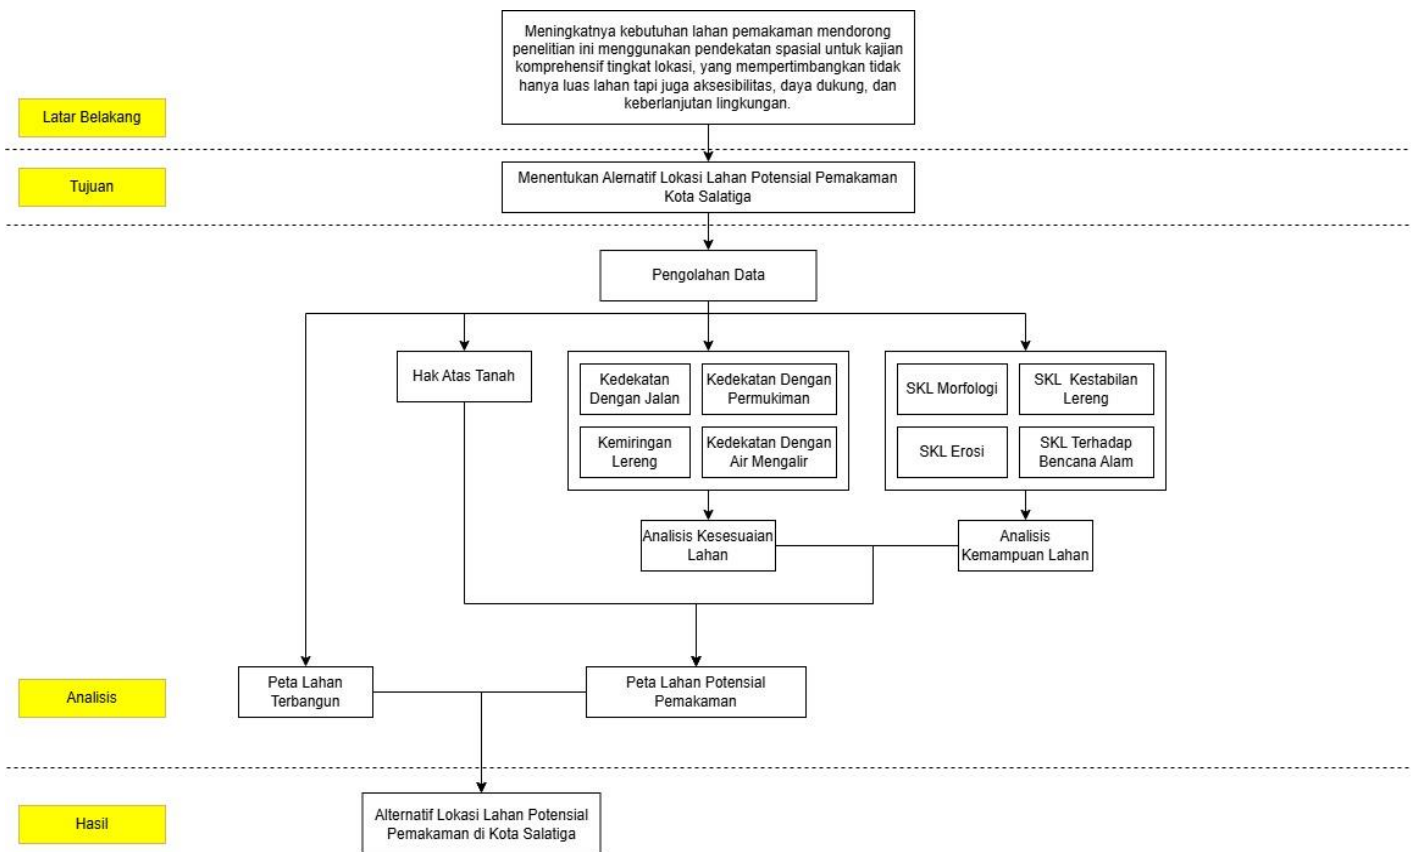 Meningkatnya kebutuhan lahan pemakaman mendorong
penelitian ini menggunakan pendekatan spasial untuk kajian
komprehensif tingkat lokasi, yang mempertimbangkan tidak
hanya luas lahan tapi juga aksesibilitas, daya dukung, dan
keberlanjutan lingkungan.
Latar Belakang
Tujuan
Menentukan Alernatif Lokasi Lahan Potensial Pemakaman
Kota Salatiga
Pengolahan Data
Hak Atas Tanah
Kedekatan
Dengan Jalan
Kedekatan Dengan
Permukiman
Kemiringan
Lereng
Kedekatan Dengan
Air Mengalir
SKL Morfologi
SKL Kestabilan
Lereng
SKL Erosi
SKL Terhadap
Bencana Alam
Analisis Kesesuaian
Lahan
Analisis
Kemampuan Lahan
Analisis
Peta Lahan
Terbangun
Peta Lahan Potensial
Pemakaman
Hasil
Alternatif Lokasi Lahan Potensial
Pemakaman di Kota Salatiga